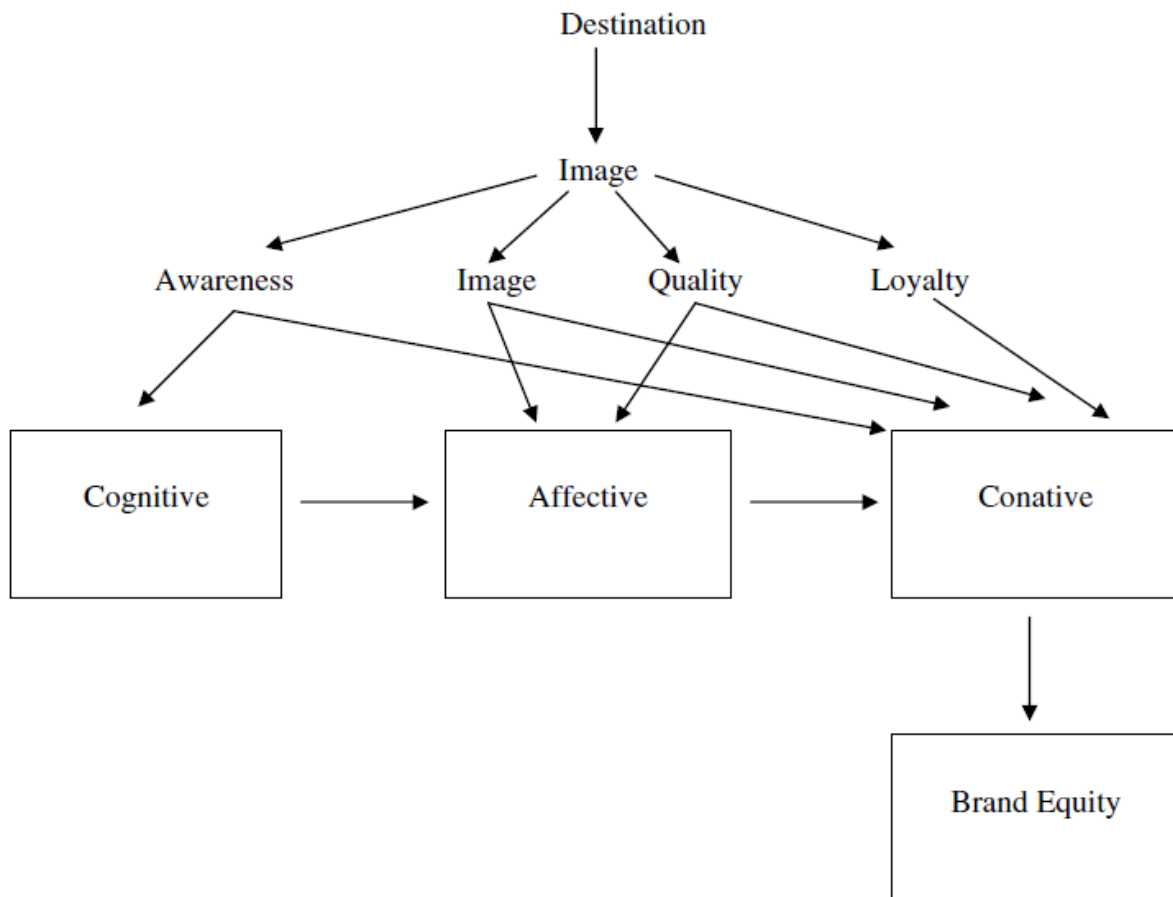 Destination
Image
Awareness
Image
Quality
Loyalty
Cognitive
Affective
Conative
Brand Equity